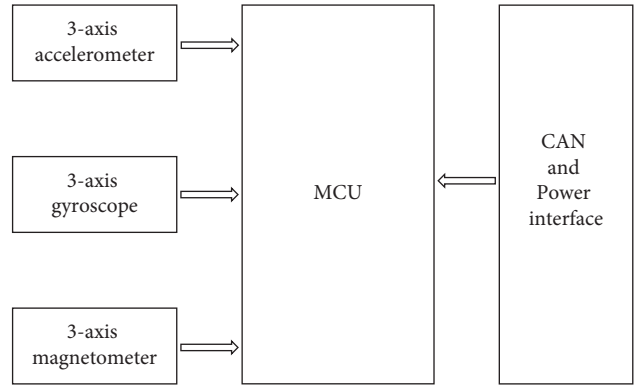 3-axis
accelerometer
3-axis
gyroscope
3-axis
magnetometer
MCU
CAN
and
Power
interface